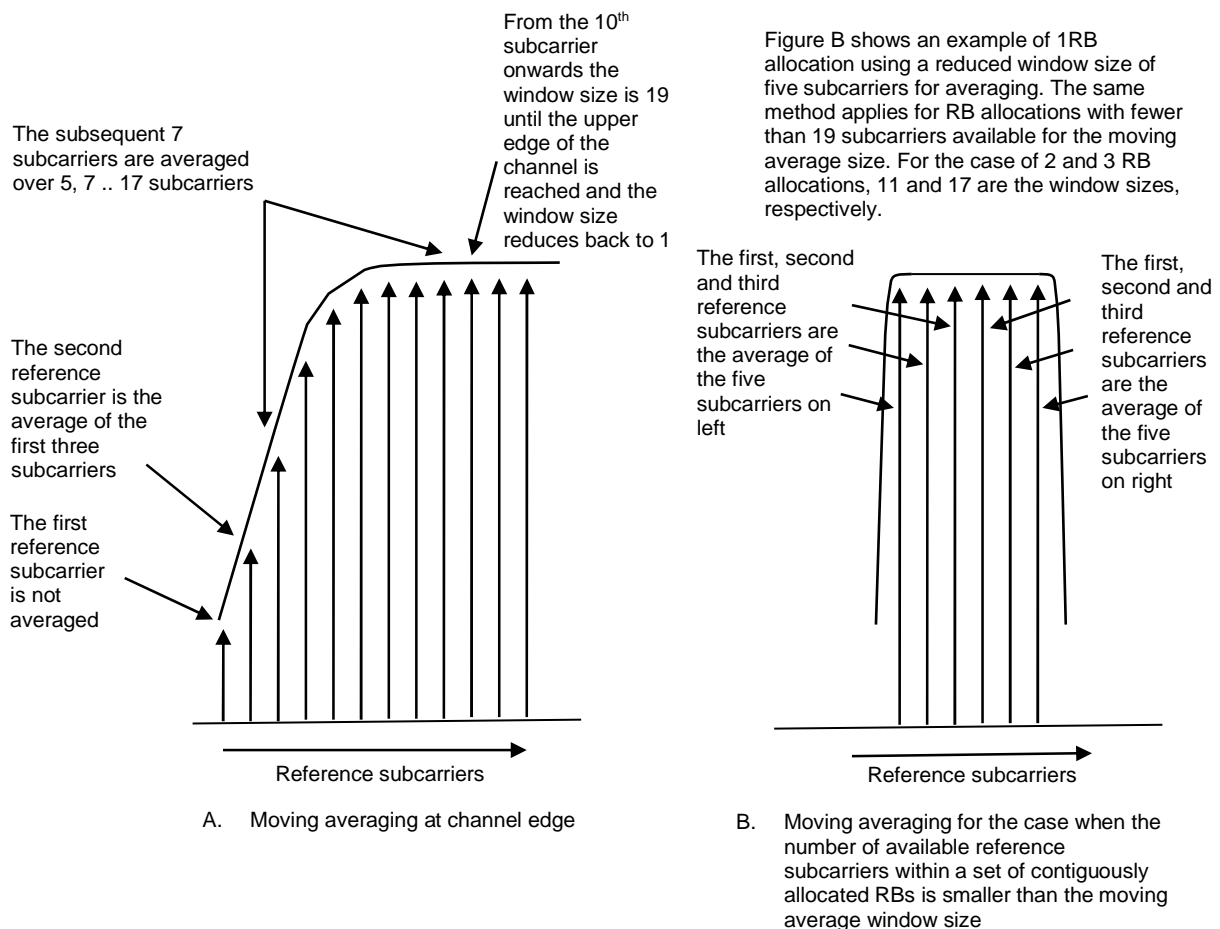 From the 10th
subcarrier
onwards the
window size is 19
until the upper
edge of the
channel is
reached and the
window size
reduces back to 1
The subsequent 7
subcarriers are averaged
over 5, 7 .. 17 subcarriers
The second
reference
subcarrier is the
average of the
first three
subcarriers
The first
reference
subcarrier
is not
averaged
Reference subcarriers
A. Moving averaging at channel edge
Figure B shows an example of 1RB
allocation using a reduced window size of
five subcarriers for averaging. The same
method applies for RB allocations with fewer
than 19 subcarriers available for the moving
average size. For the case of 2 and 3 RB
allocations, 11 and 17 are the window sizes,
respectively.
The first, second
and third
reference
subcarriers are
the average of
the five
subcarriers on
left
The first,
second and
third
reference
subcarriers
are the
average of
the five
subcarriers
on right
Reference subcarriers
B. Moving averaging for the case when the
number of available reference
subcarriers within a set of contiguously
allocated RBs is smaller than the moving
average window size